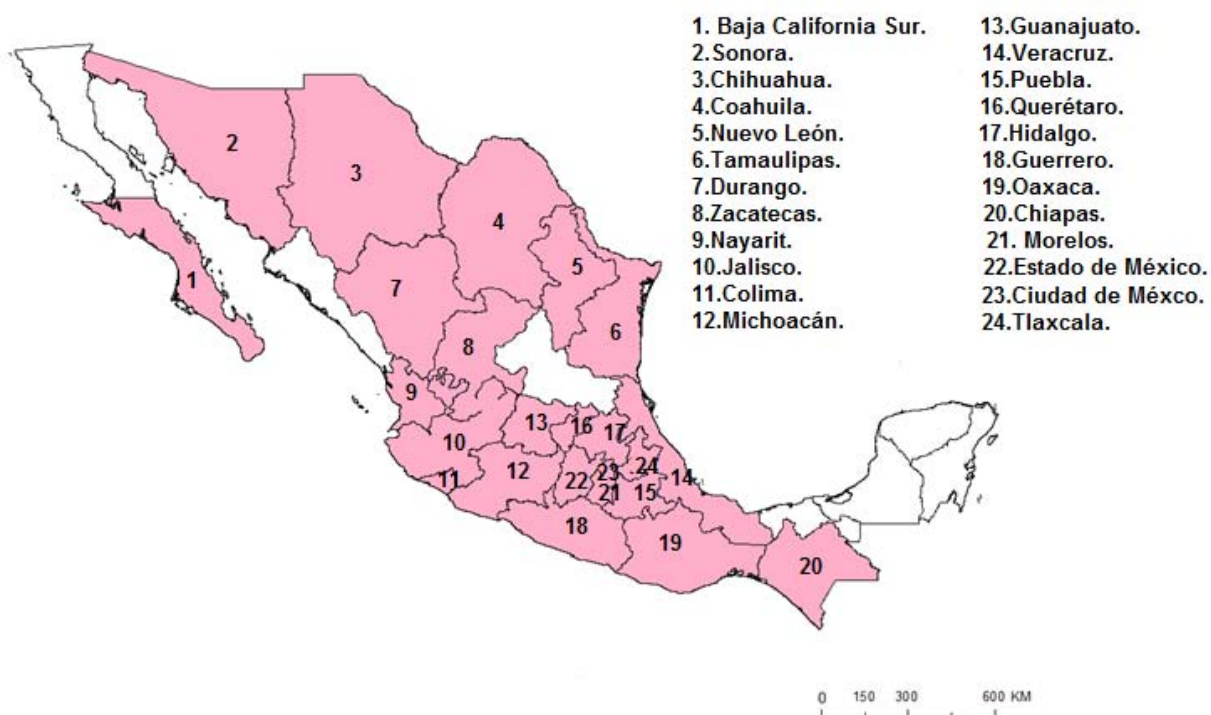 1. Baja California Sur.
2.Sonora.
3.Chihuahua.
4.Coahuila.
5.Nuevo León.
6.Tamaulipas.
7.Durango.
8.Zacatecas.
9.Nayarit.
10.Jalisco.
11.Colima.
12.Michoacán.
13.Guanajuato.
14.Veracruz.
15.Puebla.
16.Querétaro.
17.Hidalgo.
18.Guerrero.
19.Oaxaca.
20.Chiapas.
21. Morelos.
22.Estado de México.
23.Ciudad de Méxco.
24.Tlaxcala.
2
3
4
5
1
7
6
8
9
13
16
17
10
12
11
22
23
24
14
21
15
18
19
20
0 150 300 600 KM